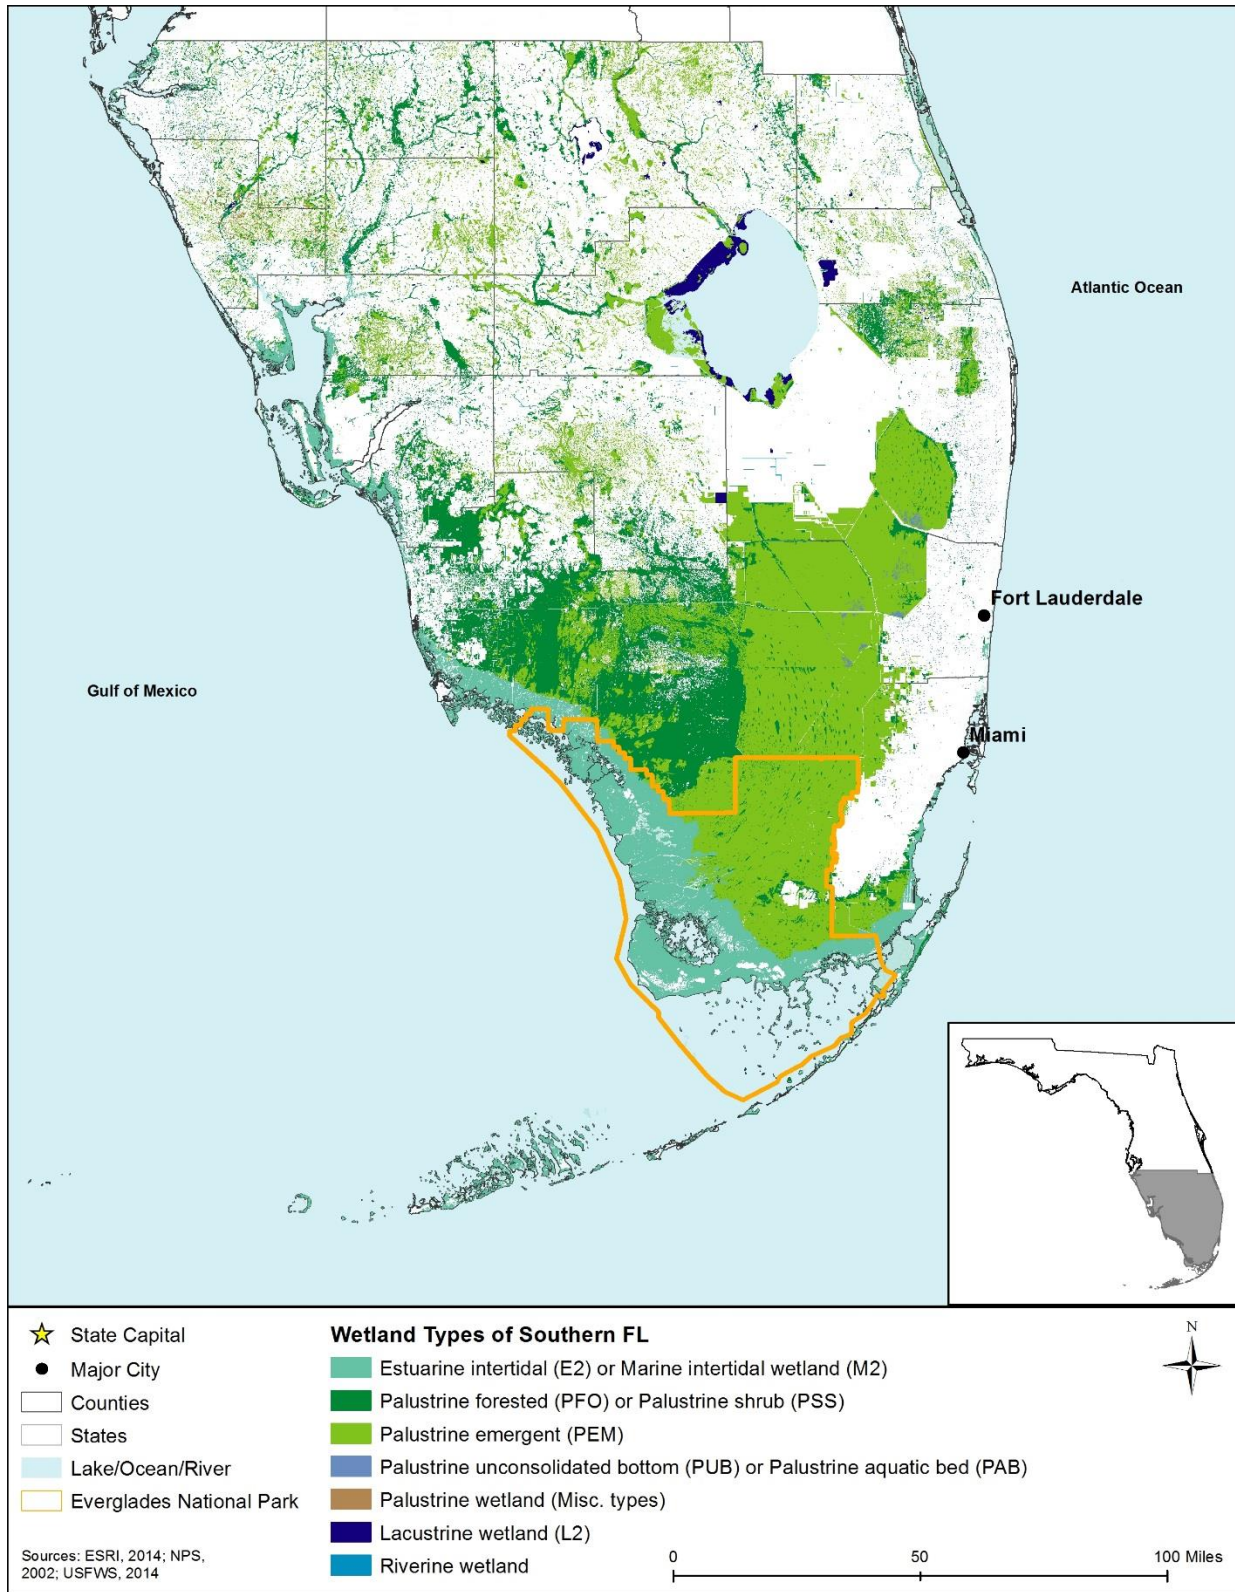 Atlantic Ocean
Fort Lauderdale
Gulf of Mexico
Miami
State Capital
Major City
Counties
States
Lake/Ocean/River
Everglades National Park
Sources: ESRI, 2014; NPS,
2002; USFWS, 2014
Wetland Types of Southern FL
Estuarine intertidal (E2) or Marine intertidal wetland (M2)
Palustrine forested (PFO) or Palustrine shrub (PSS)
Palustrine emergent (PEM)
Palustrine unconsolidated bottom (PUB) or Palustrine aquatic bed (PAB)
Palustrine wetland (Misc. types)
Lacustrine wetland (L2)
Riverine wetland
N
0 50 100 Miles